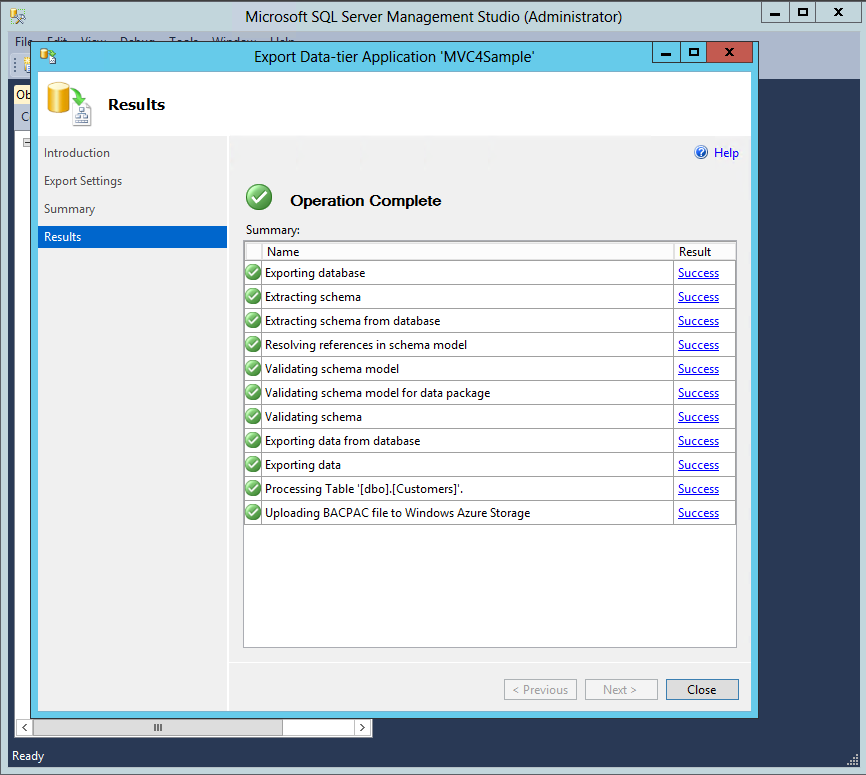 Microsoft SQL Server Management Studio (Administrator)
File Edit View Debug Tools Window Help
Export Data-tier Application 'MVC4Sample'
Results
Introduction
Export Settings
Summary
Results
Help
Operation Complete
Summary:
Name Result
Exporting database Success
Extracting schema Success
Extracting schema from database Success
Resolving references in schema model Success
Validating schema model Success
Validating schema model for data package Success
Validating schema Success
Exporting data from database Success
Exporting data Success
Processing Table '[dbo].[Customers]'. Success
Uploading BACPAC file to Windows Azure Storage Success
< Previous Next > Close
Ready